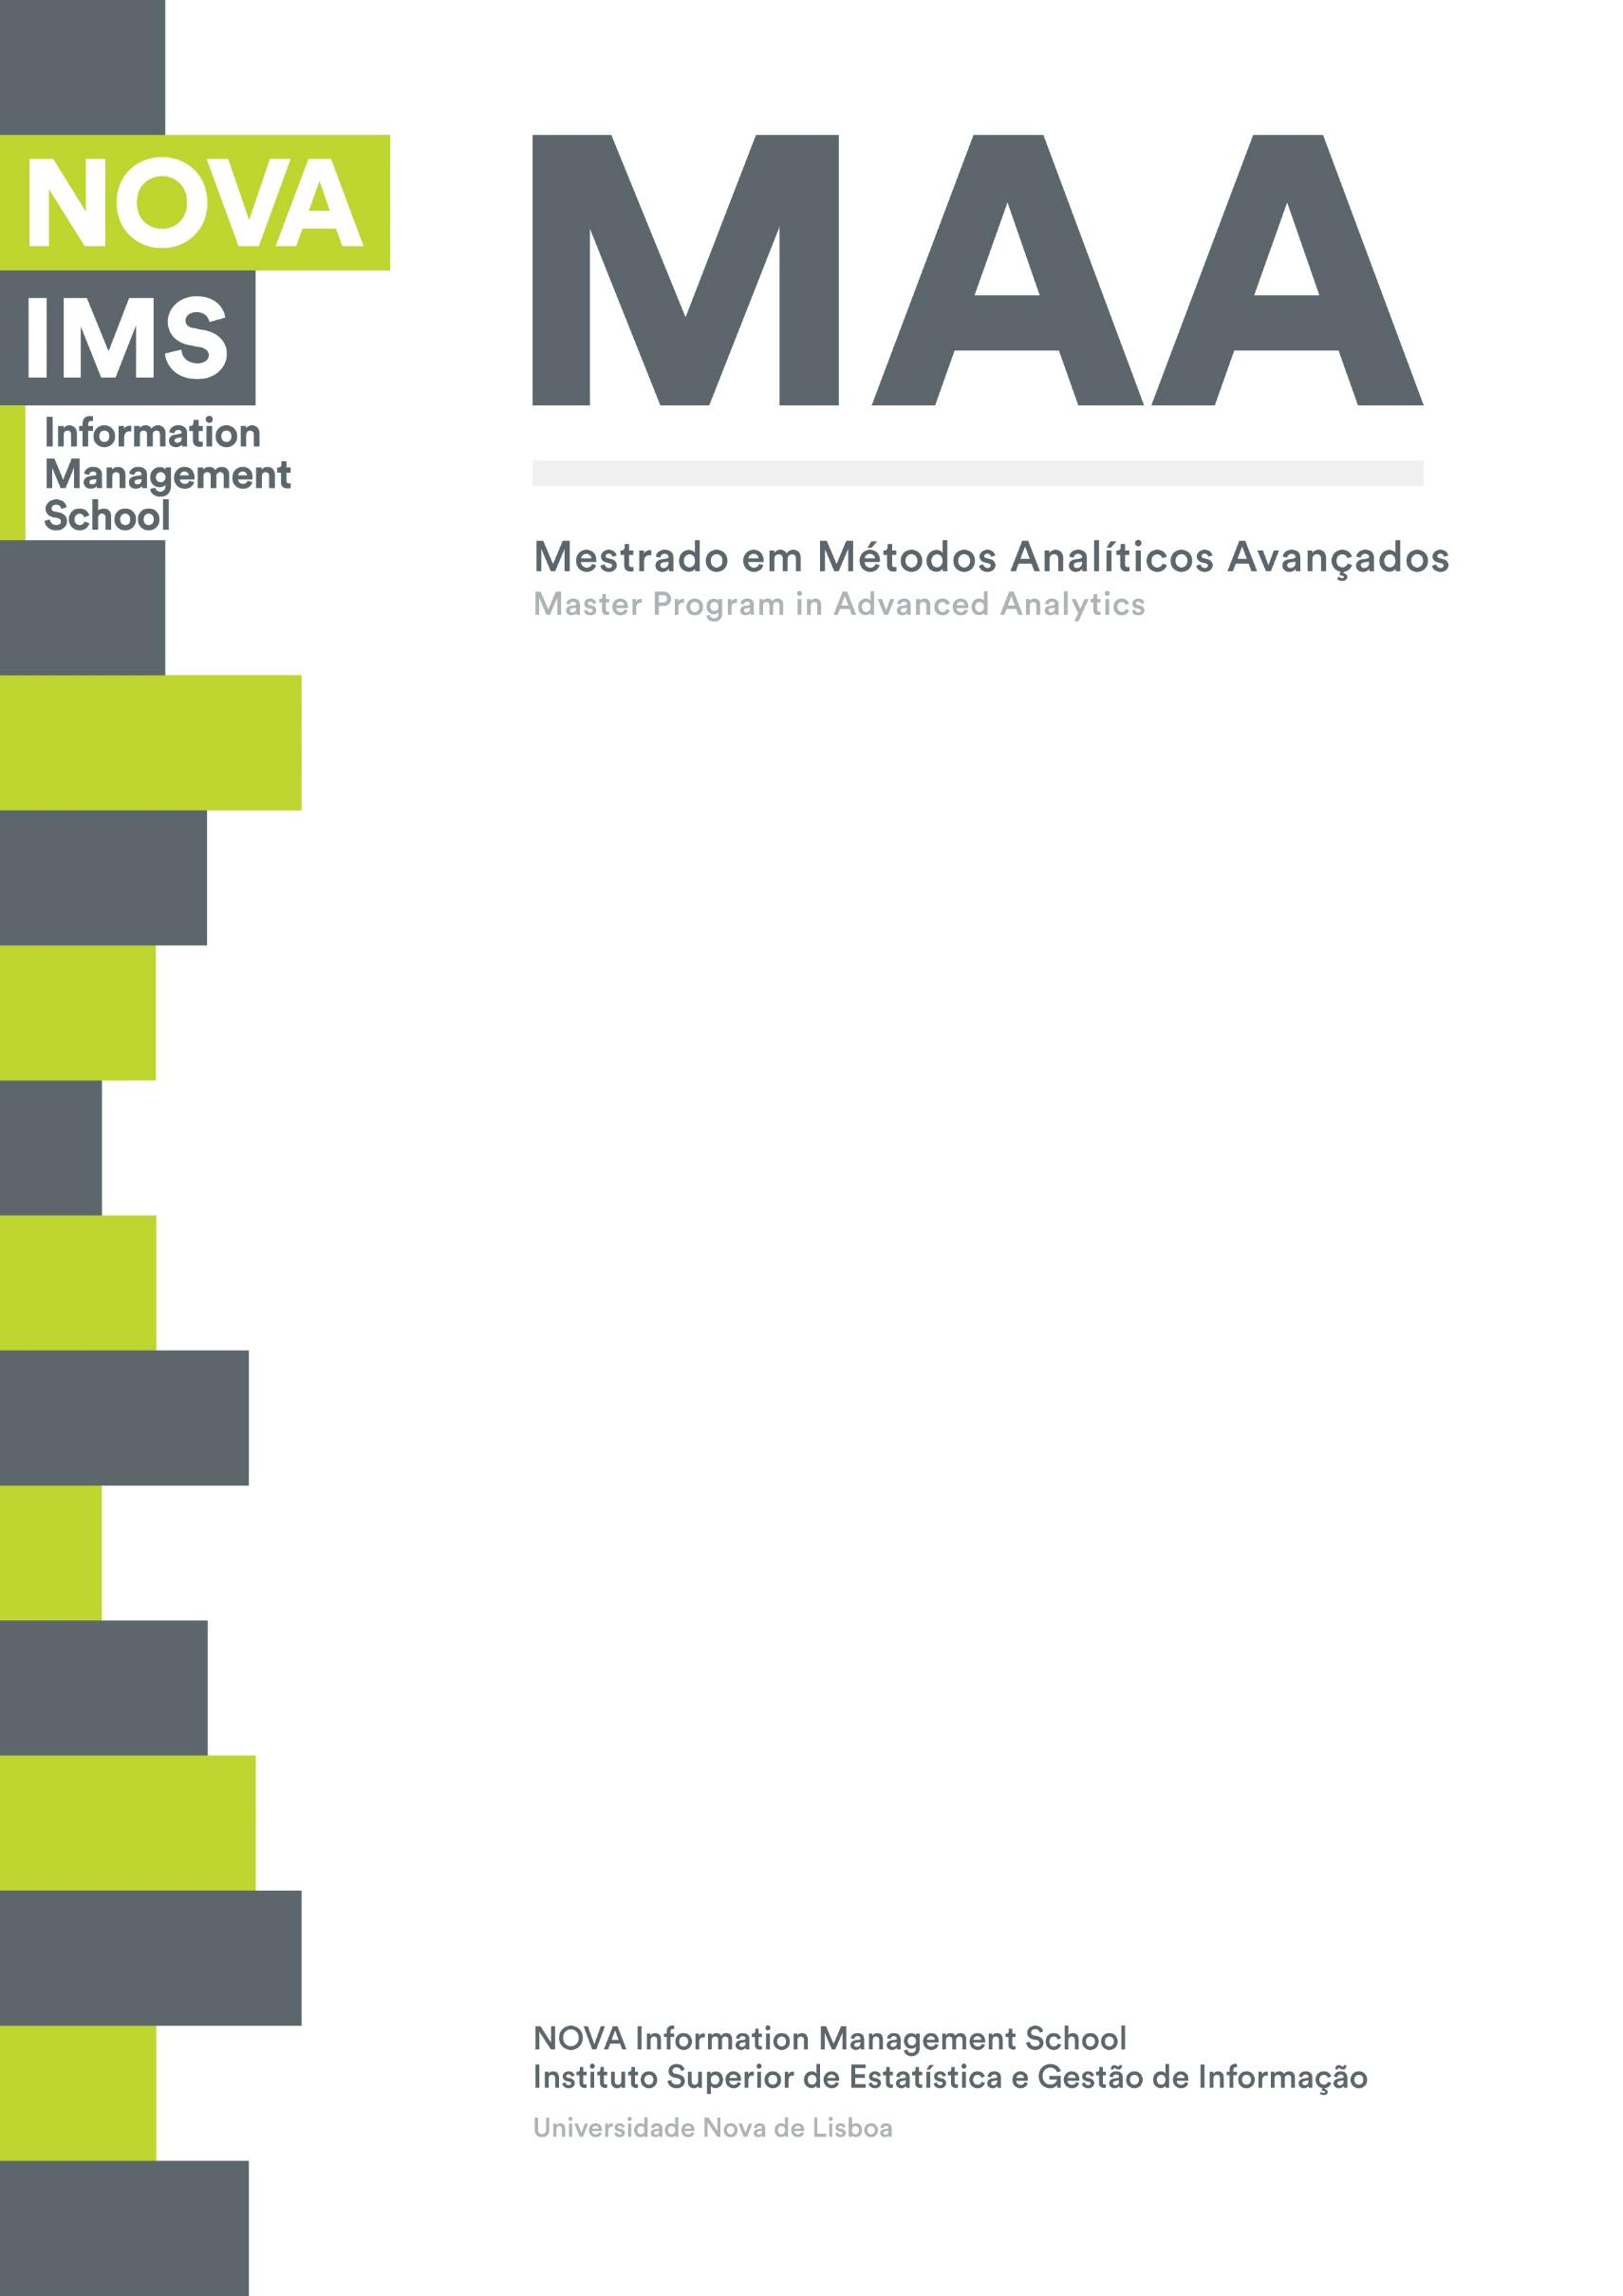 NOVA
IMS
Information
Management
School
MAA
Mestrado em Métodos Analíticos Avançados
Master Program in Advanced Analytics
NOVA Information Management School
Instituto Superior de Estatística e Gestão de Informação
Universidade Nova de Lisboa